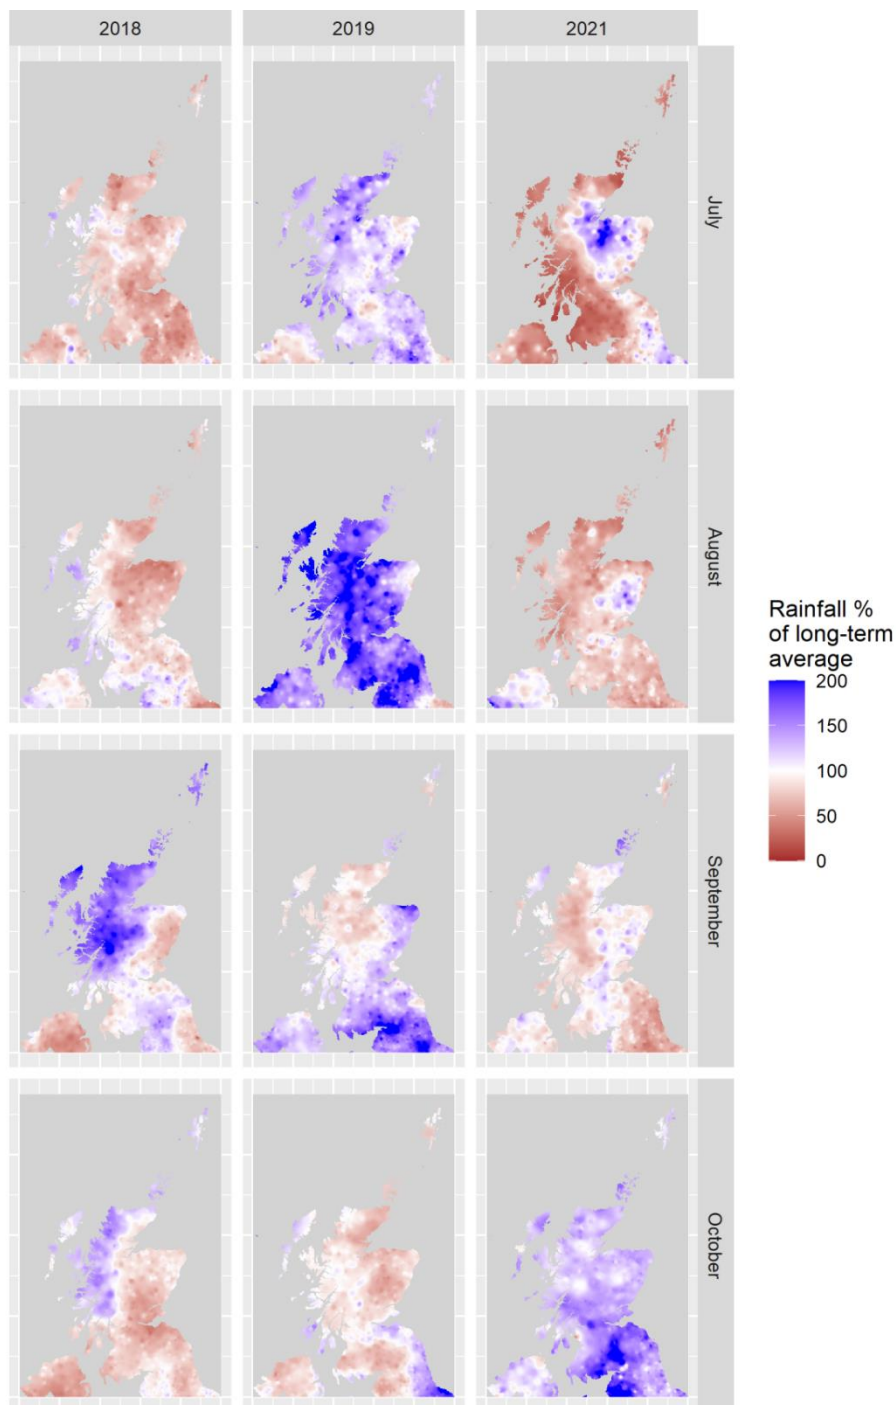 2018
2019
2021
July
August
September
October
Rainfall %
of long-term
average
200
150
100
50
0